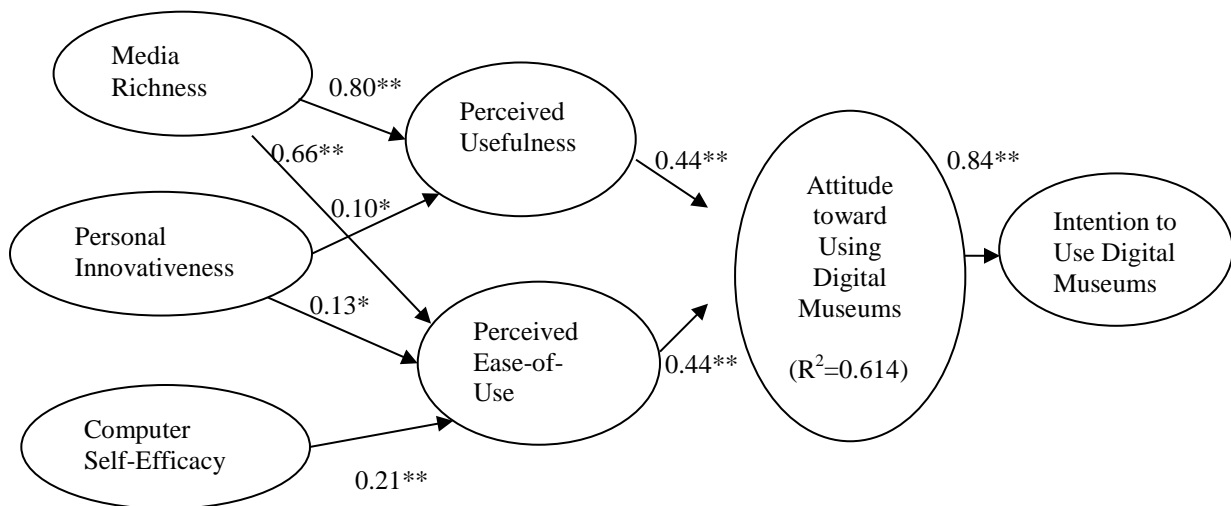 Media
Richness
0.80**
Perceived
Usefulness
0.66**
0.44**
0.84**
Attitude
toward
Using
Digital
Museums
(R²=0.614)
Intention to
Use Digital
Museums
0.10*
Personal
Innovativeness
0.13*
Perceived
Ease-of-
Use
0.44**
Computer
Self-Efficacy
0.21**